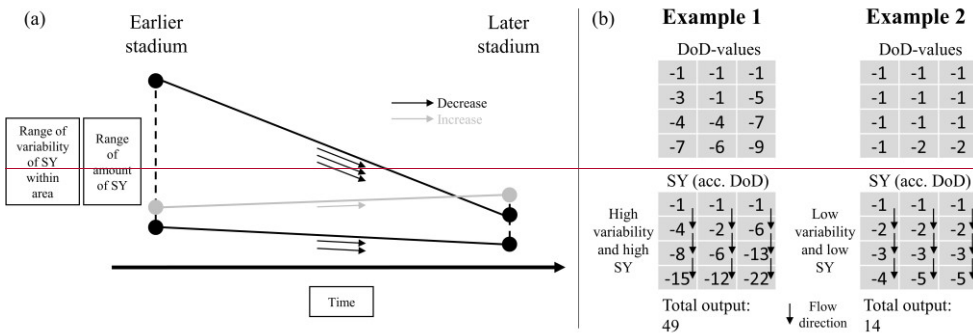 (a)
Earlier
stadium
Later
stadium
Decrease
Increase
Range of
variability
of SY
within
area
Range
of
amount
of SY
Time
(b)
Example 1
DoD-values
-1 -1 -1
-3 -1 -5
-4 -4 -7
-7 -6 -9
SY (acc. DoD)
High
variability
and high
SY
-1 -1 -1
-4 -2 -6
-8 -6 -13
-15 -12 -22
Total output:
49
Flow
direction
Example 2
DoD-values
-1 -1 -1
-1 -1 -1
-1 -1 -1
-1 -2 -2
SY (acc. DoD)
Low
variability
and low
SY
-1 -1 -1
-2 -2 -2
-3 -3 -3
-4 -5 -5
Total output:
14